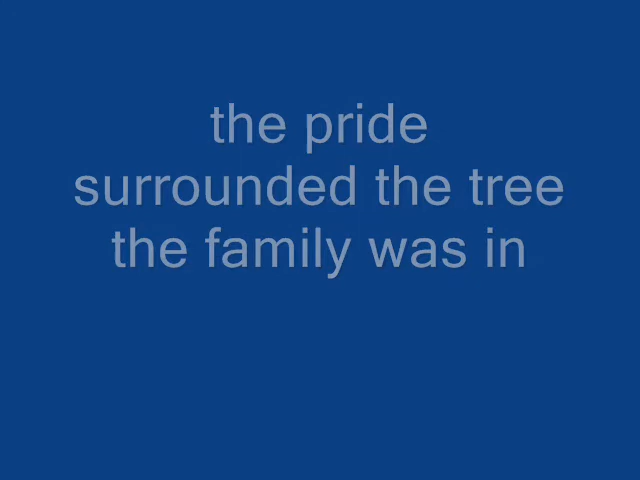 the pride
surrounded the tree
the family was in